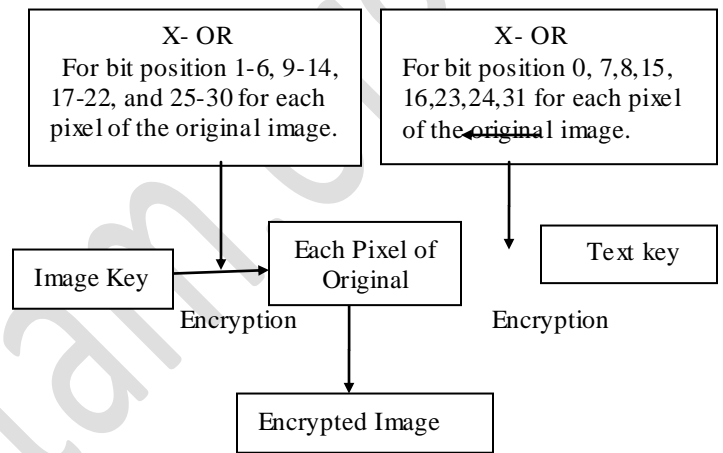 X- OR
For bit position 1-6, 9-14,
17-22, and 25-30 for each
pixel of the original image.
X- OR
For bit position 0, 7,8,15,
16,23,24,31 for each pixel
of the original image.
Image Key
Each Pixel of
Original
Text key
Encryption
Encryption
Encrypted Image